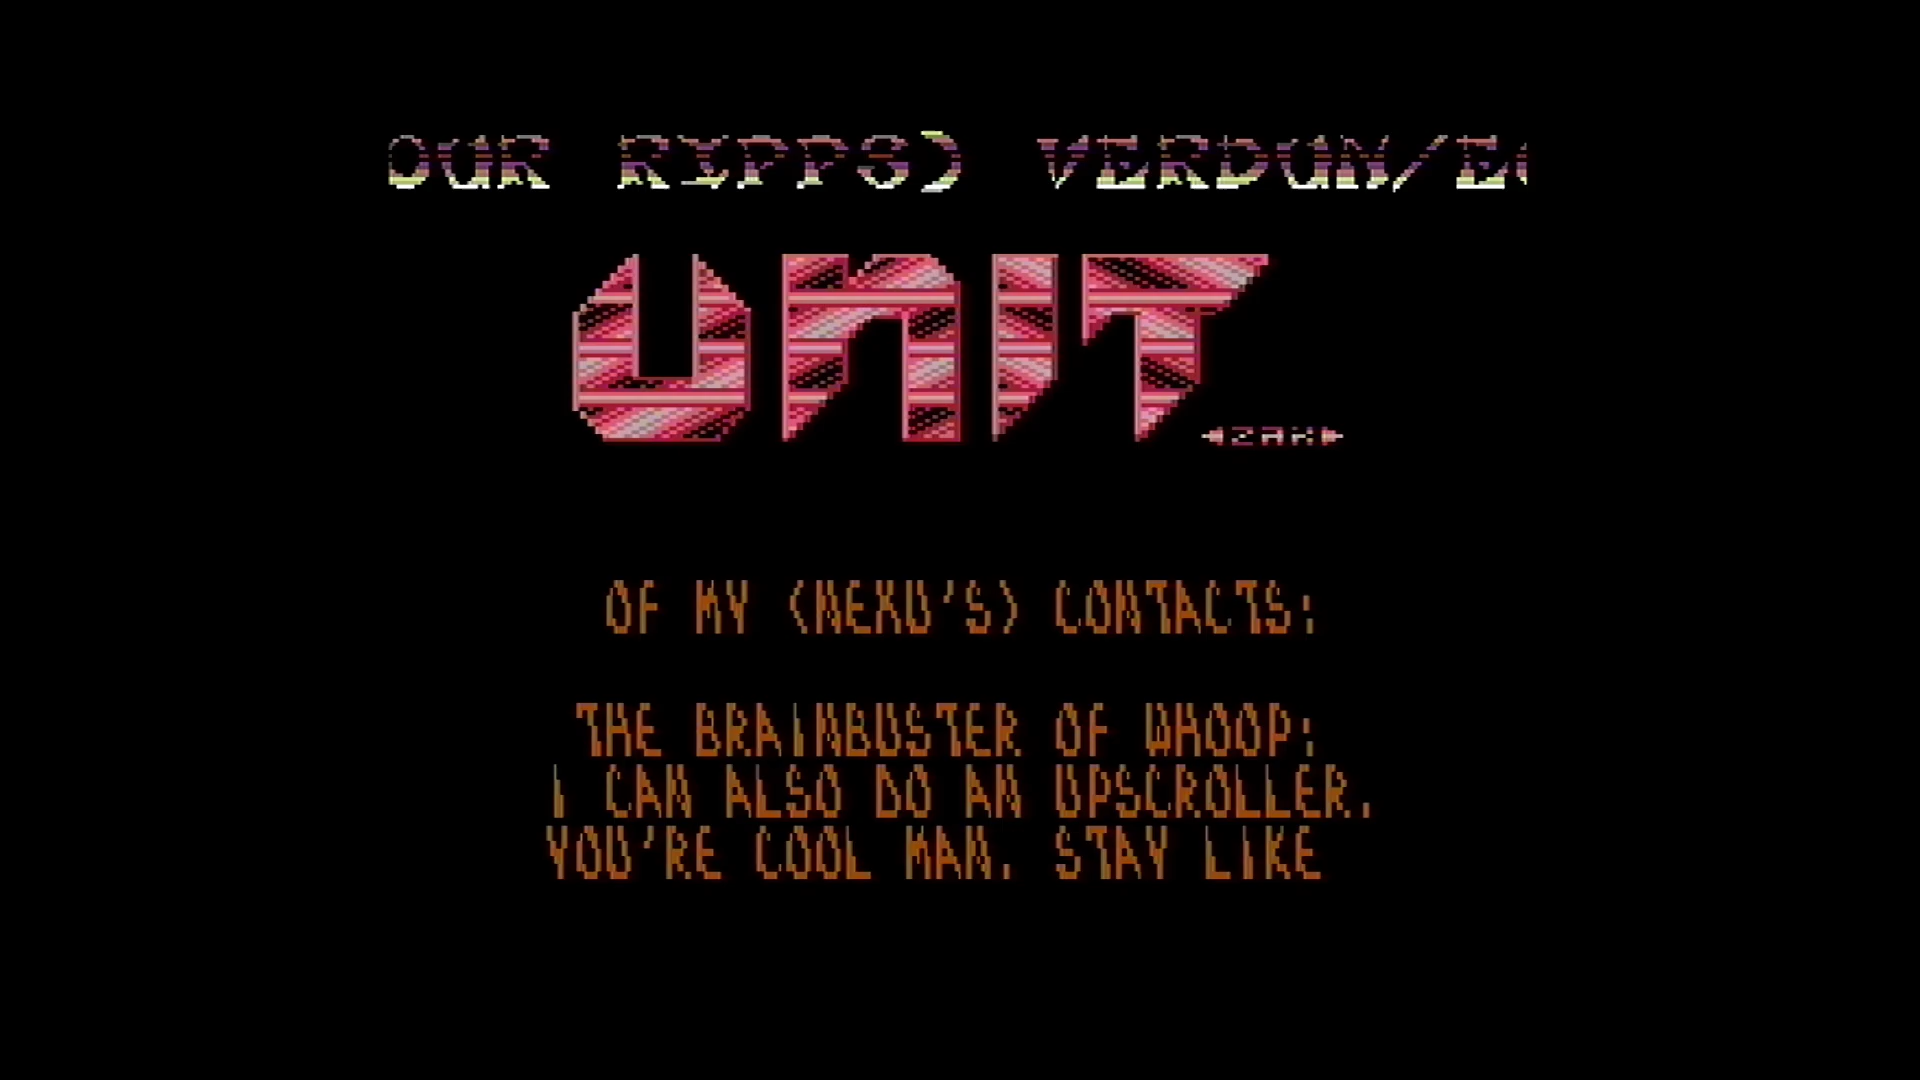 OUR RIPPS) VERDUN/E
UNIT
ZAK
OF MY (NEXU'S) CONTACTS:
THE BRAINBUSTER OF WHOOP:
I CAN ALSO DO AN UPSCROLLER.
YOU'RE COOL MAN. STAY LIKE